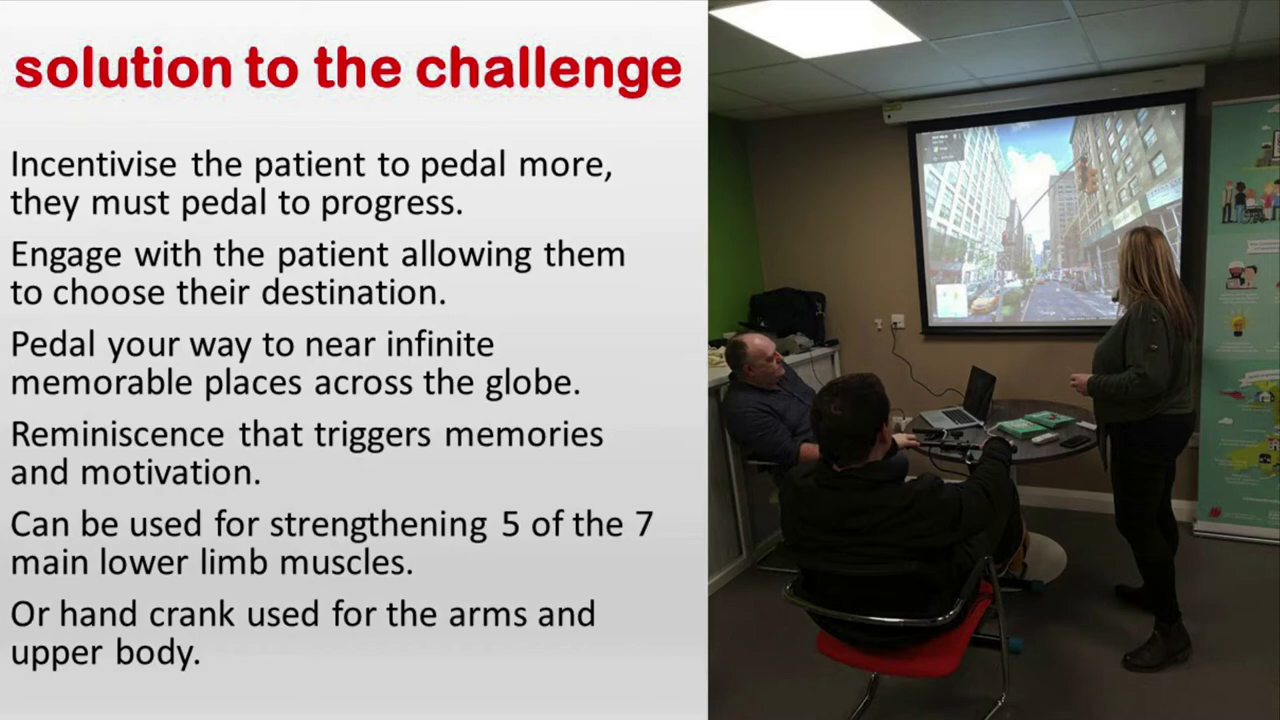 solution to the challenge
Incentivise the patient to pedal more,
they must pedal to progress.
Engage with the patient allowing them
to choose their destination.
Pedal your way to near infinite
memorable places across the globe.
Reminiscence that triggers memories
and motivation.
Can be used for strengthening 5 of the 7
main lower limb muscles.
Or hand crank used for the arms and
upper body.